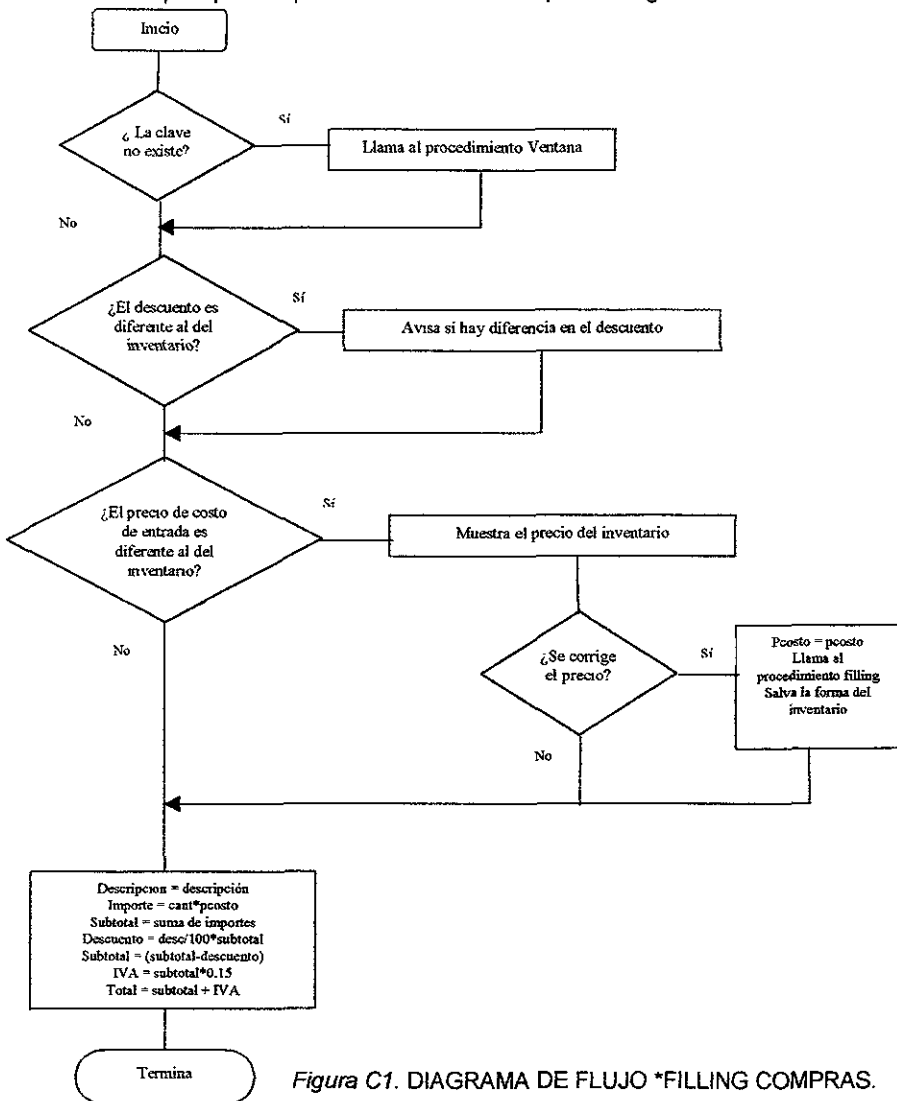 Inicio
¿ La clave
no existe?
Sí
Llama al procedimiento Ventana
No
¿El descuento es
diferente al del
inventario?
Sí
Avisa si hay diferencia en el descuento
No
¿El precio de costo
de entrada es
diferente al del
inventario?
Sí
Muestra el precio del inventario
No
¿Se corrige
el precio?
Sí
Pcosto = pcosto
Llama al
procedimiento filling
Salva la forma del
inventario
No
Descripcion = descripción
Importe = cant*pcosto
Subtotal = suma de importes
Descuento = desc/100*subtotal
Subtotal = (subtotal-descuento)
IVA = subtotal*0.15
Total = subtotal + IVA
Termina
Figura C1. DIAGRAMA DE FLUJO *FILLING COMPRAS.